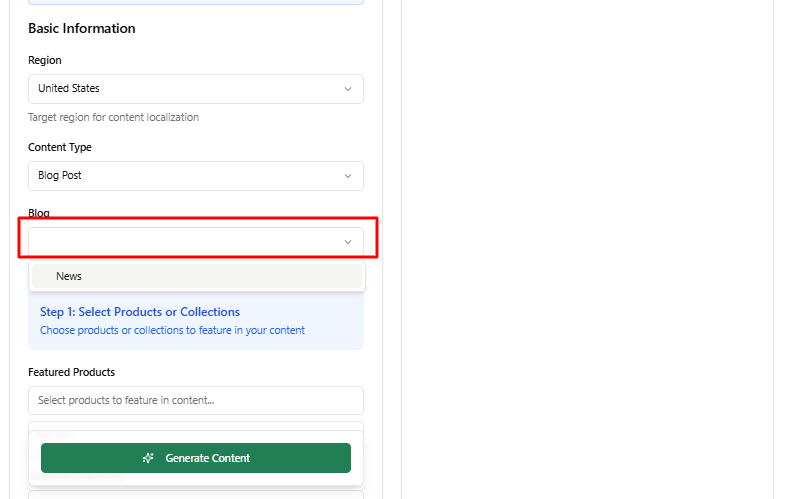 Basic Information
Region
United States
Target region for content localization
Content Type
Blog Post
Blog
News
Step 1: Select Products or Collections
Choose products or collections to feature in your content
Featured Products
Select products to feature in content...
Generate Content